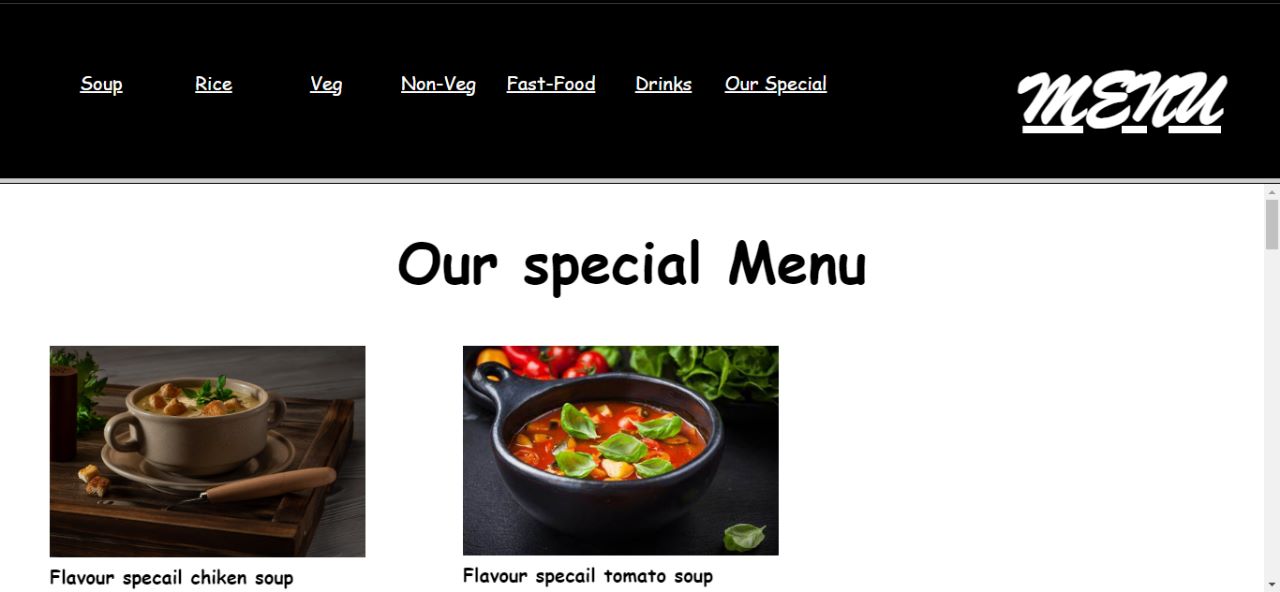 Soup Rice Veg Non-Veg Fast-Food Drinks Our Special MENU
Our special Menu
Flavour specail chiken soup
Flavour specail tomato soup